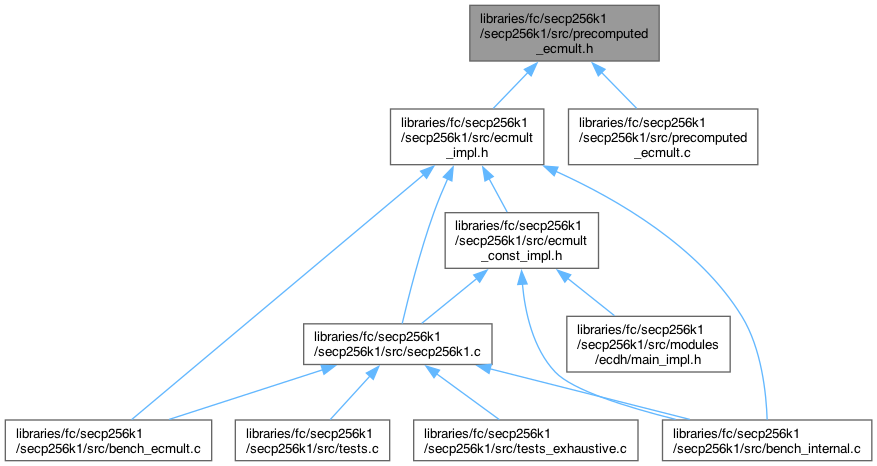 libraries/fc/secp256k1
/secp256k1/src/precomputed
_ecmult.h
libraries/fc/secp256k1
/secp256k1/src/ecmult
_impl.h
libraries/fc/secp256k1
/secp256k1/src/precomputed
_ecmult.c
libraries/fc/secp256k1
/secp256k1/src/ecmult
_const_impl.h
libraries/fc/secp256k1
/secp256k1/src/secp256k1.c
libraries/fc/secp256k1
/secp256k1/src/modules
/ecdh/main_impl.h
libraries/fc/secp256k1
/secp256k1/src/bench_ecmult.c
libraries/fc/secp256k1
/secp256k1/src/tests.c
libraries/fc/secp256k1
/secp256k1/src/tests_exhaustive.c
libraries/fc/secp256k1
/secp256k1/src/bench_internal.c